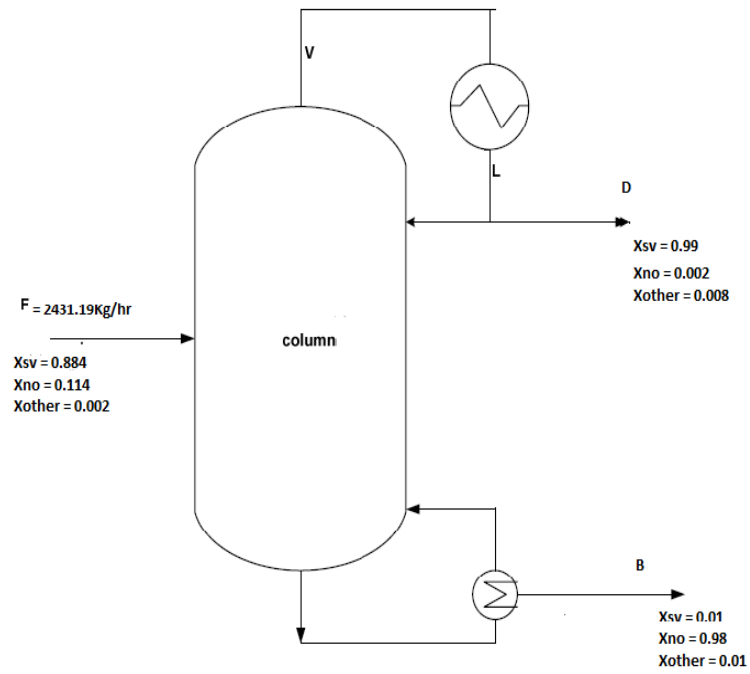 V
L
D
Xsv = 0.99
Xno = 0.002
Xother = 0.008
F = 2431.19Kg/hr
column
Xsv = 0.884
Xno = 0.114
Xother = 0.002
B
Xsv = 0.01
Xno = 0.98
Xother = 0.01